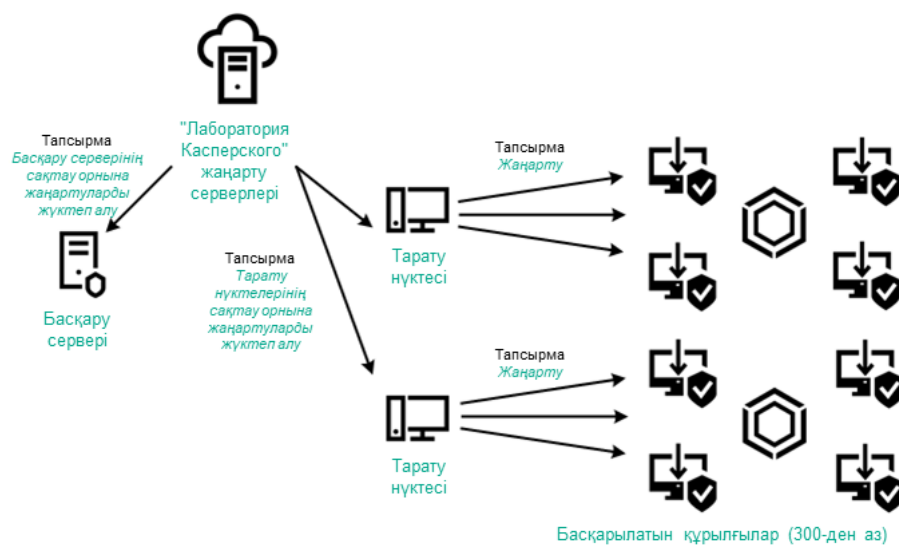 "Лаборатория
Касперского"
жаңарту
серверлері
Тапсырма
Басқару серверінің
сақтау орнына
жаңартуларды
жүктеп алу
Басқару
сервері
Тапсырма
Тарату
нүктелерінің
сақтау орнына
жаңартуларды
жүктеп алу
Тапсырма
Жаңарту
Тарату
нүктесі
Тапсырма
Жаңарту
Тарату
нүктесі
Басқарылатын құрылғылар (300-ден аз)